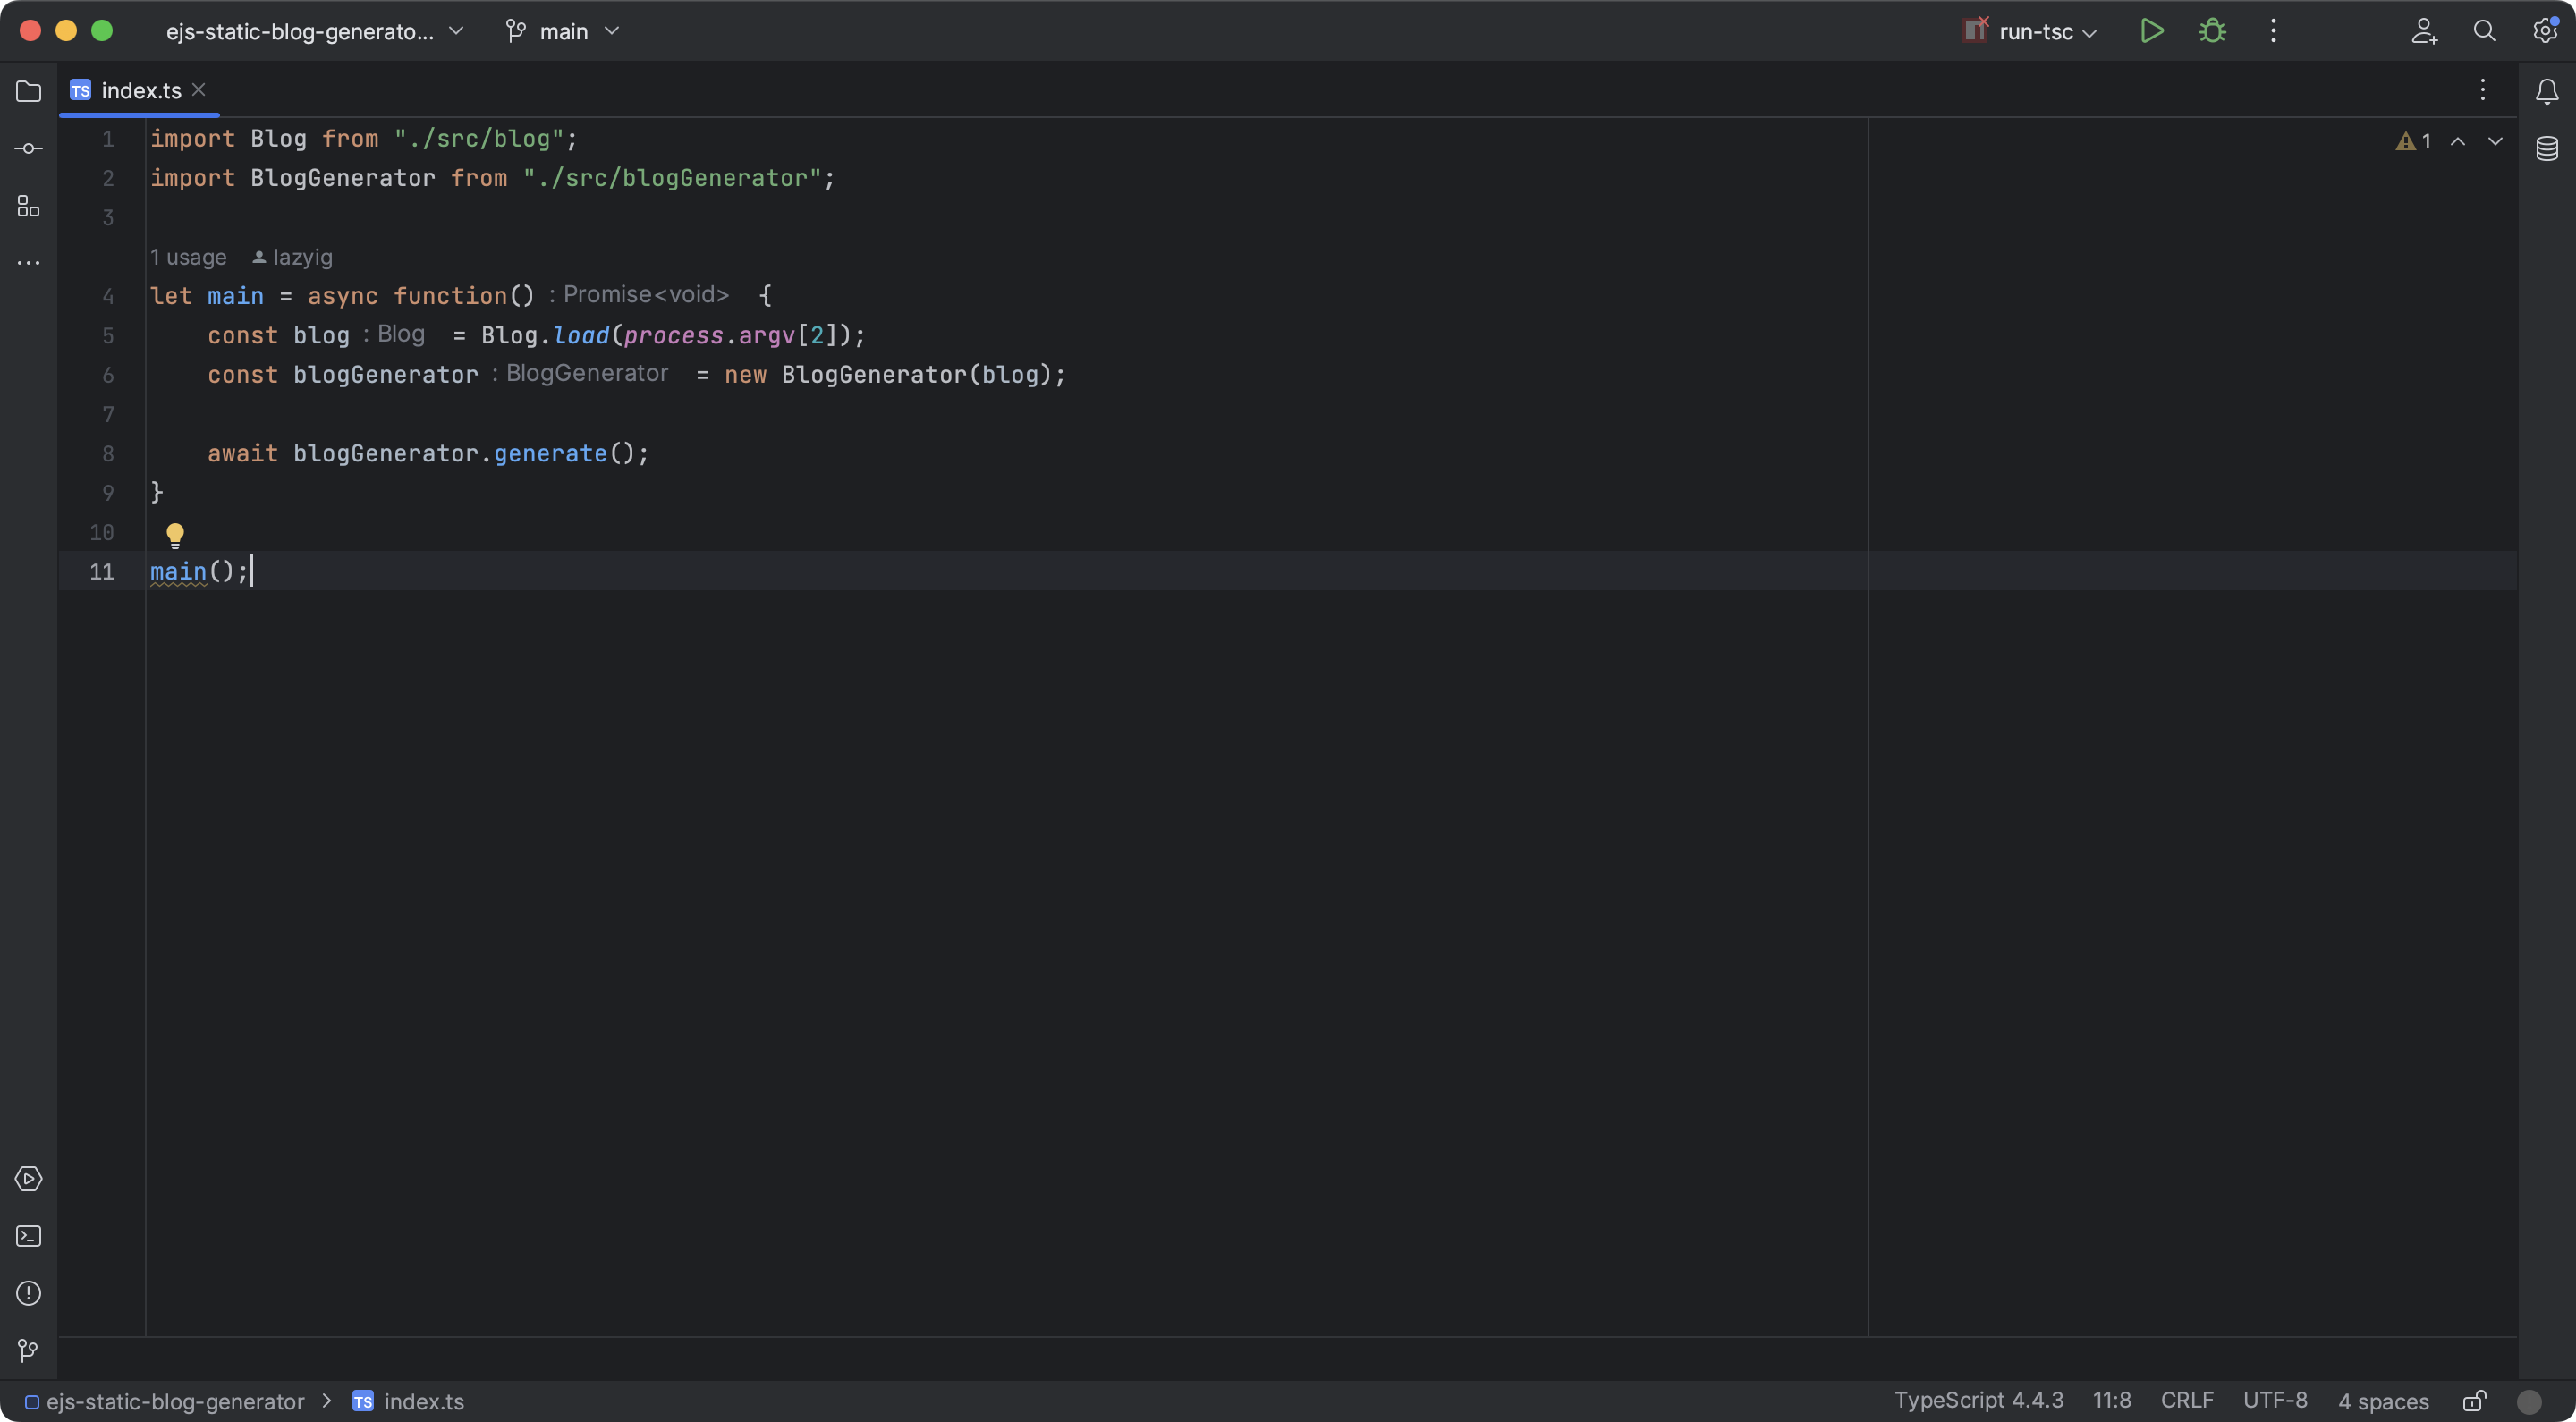 ejs-static-blog-generato... main run-tsc
TS index.ts
1 import Blog from "./src/blog";
1
2 import BlogGenerator from "./src/blogGenerator";
3
1 usage lazyig
4 let main = async function() : Promise<void> {
5 const blog : Blog = Blog.load(process.argv[2]);
6 const blogGenerator : BlogGenerator = new BlogGenerator(blog);
7
8 await blogGenerator.generate();
9 }
10
11 main();
ejs-static-blog-generator > TS index.ts TypeScript 4.4.3 11:8 CRLF UTF-8 4 spaces